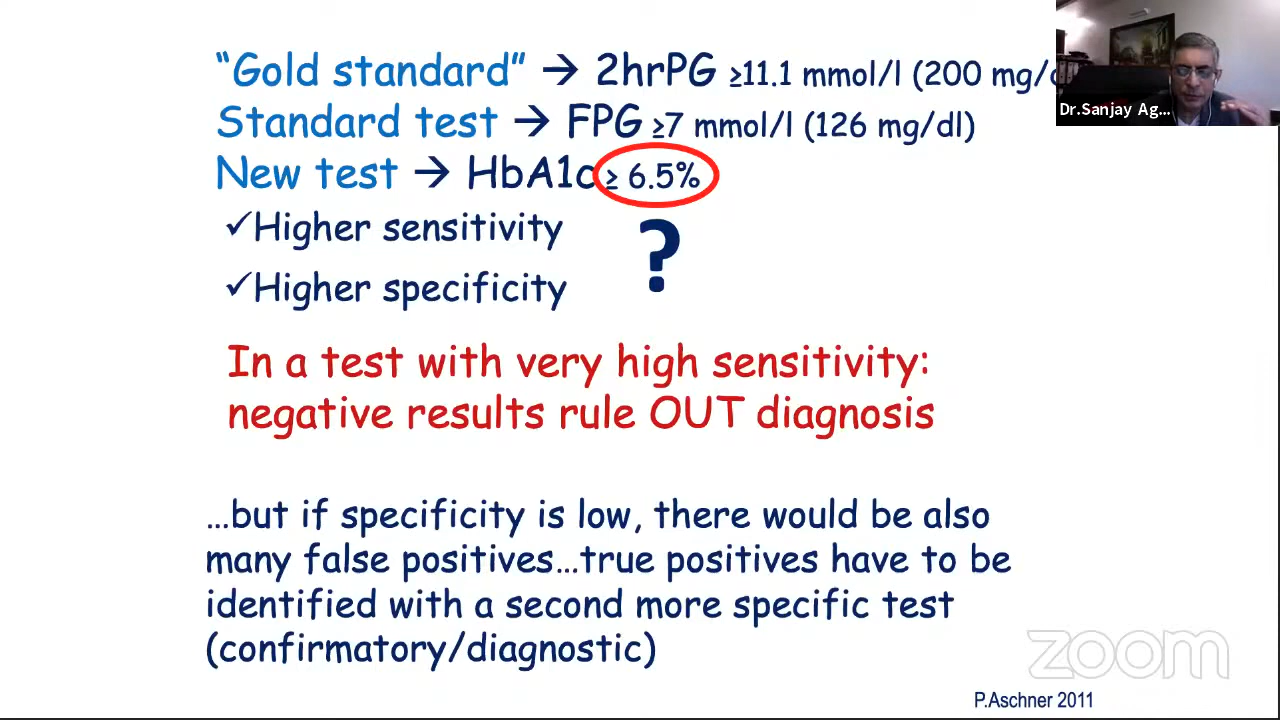 “Gold standard” → 2hrPG ≥11.1 mmol/l (200 mg/
Standard test → FPG ≥7 mmol/l (126 mg/dl)
New test → HbA1c ≥ 6.5%
✓Higher sensitivity
?
✓Higher specificity
In a test with very high sensitivity:
negative results rule OUT diagnosis
…but if specificity is low, there would be also
many false positives…true positives have to be
identified with a second more specific test
(confirmatory/diagnostic)
P.Aschner 2011
Dr.Sanjay Ag...
zoom